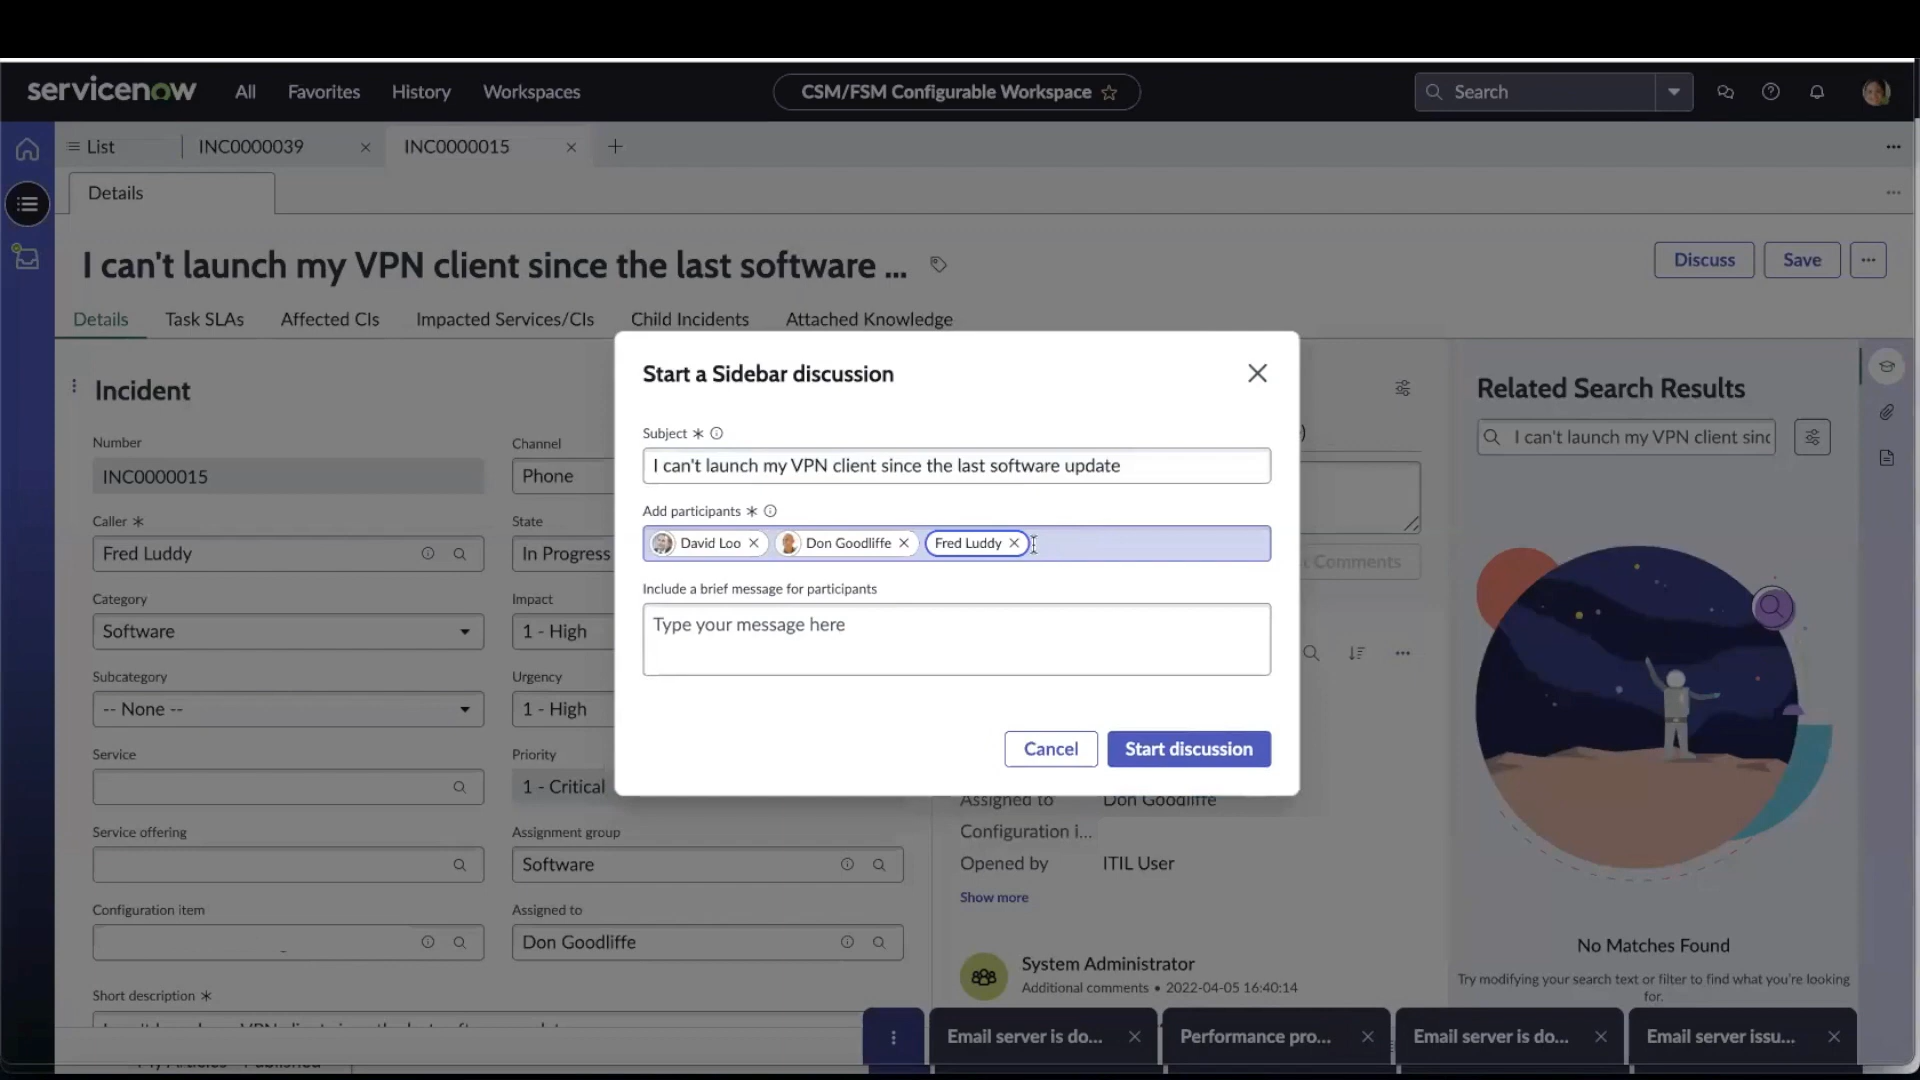 servicenow
All
Favorites
History
Workspaces
CSM/FSM Configurable Workspace
Search
List
INC0000039
INC0000015
Details
I can't launch my VPN client since the last software ...
Discuss
Save
Details
Task SLAs
Affected CIs
Impacted Services/CIs
Child Incidents
Attached Knowledge
Start a Sidebar discussion
Subject *
I can't launch my VPN client since the last software update
Add participants *
David Loo
Don Goodliffe
Fred Luddy
Include a brief message for participants
Type your message here
Cancel
Start discussion
Incident
Number
INC0000015
Channel
Phone
Caller *
Fred Luddy
State
In Progress
Category
Software
Impact
1 - High
Subcategory
-- None --
Urgency
1 - High
Service
Priority
1 - Critical
Service offering
Assignment group
Software
Configuration item
Assigned to
Don Goodliffe
Short description *
Comments
Assigned to
Don Goodliffe
Configuration i...
Opened by
ITIL User
Show more
System Administrator
Additional comments • 2022-04-05 16:40:14
Related Search Results
I can't launch my VPN client sinc
No Matches Found
Try modifying your search text or filter to find what you're looking
for.
Email server is do...
Performance pro...
Email server is do...
Email server issu...